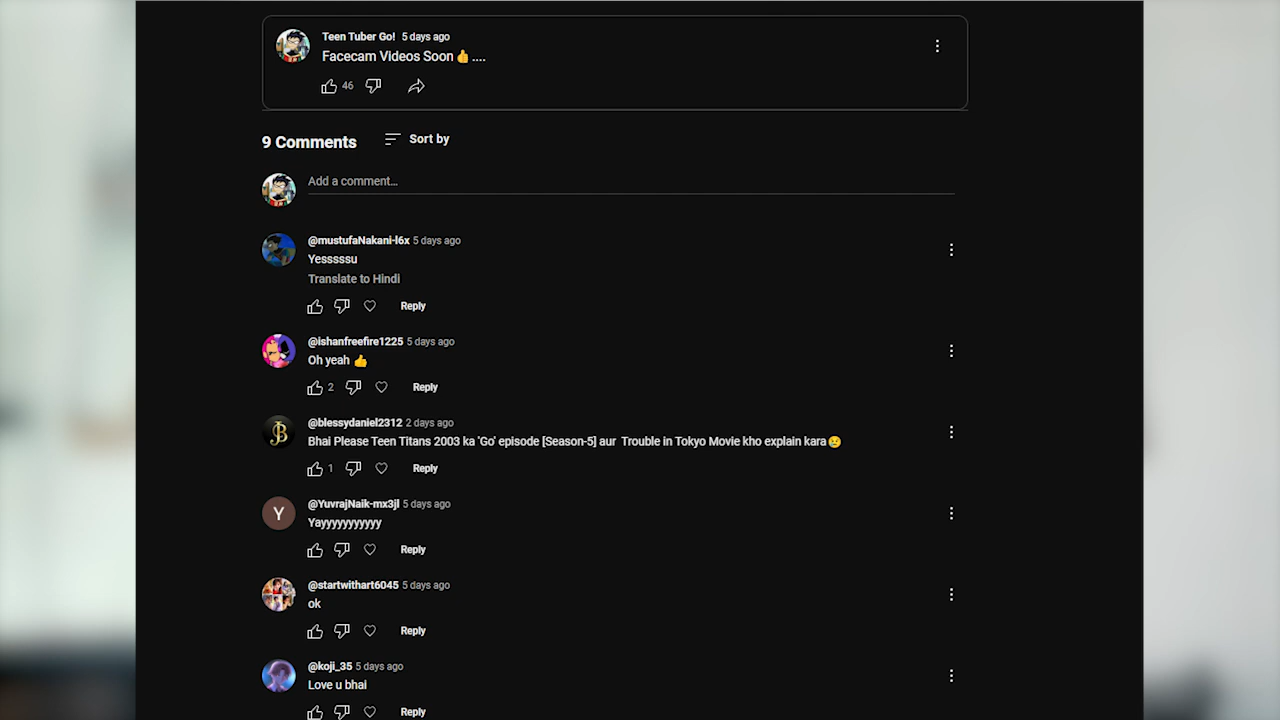 Teen Tuber Go! 5 days ago
Facecam Videos Soon👍....
46
9 Comments Sort by
Add a comment...
@mustufaNakani-l6x 5 days ago
Yesssssu
Translate to Hindi
Reply
@ishanfreefire1225 5 days ago
Oh yeah 👍
2 Reply
@blessydaniel2312 2 days ago
Bhai Please Teen Titans 2003 ka 'Go' episode [Season-5] aur Trouble in Tokyo Movie kho explain kara😢
1 Reply
Y @YuvrajNaik-mx3jl 5 days ago
Yayyyyyyyyyyy
Reply
@startwithart6045 5 days ago
ok
Reply
@koji_35 5 days ago
Love u bhai
Reply